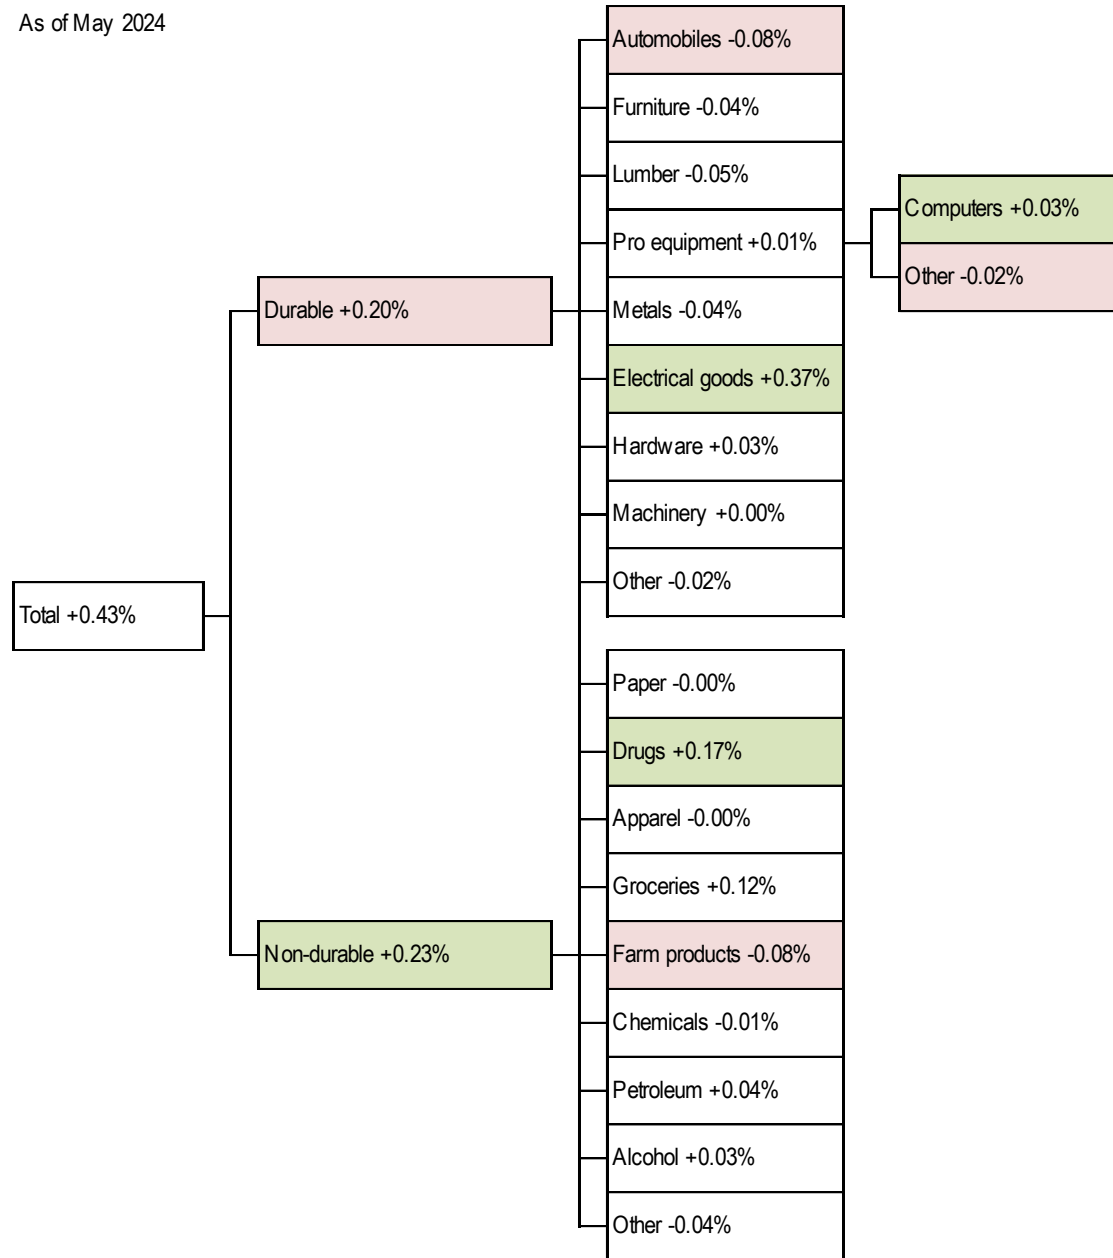 As of May 2024
Automobiles -0.08%
Furniture -0.04%
Lumber -0.05%
Pro equipment +0.01%
Computers +0.03%
Other -0.02%
Durable +0.20%
Metals -0.04%
Electrical goods +0.37%
Hardware +0.03%
Machinery +0.00%
Other -0.02%
Total +0.43%
Paper -0.00%
Drugs +0.17%
Apparel -0.00%
Groceries +0.12%
Non-durable +0.23%
Farm products -0.08%
Chemicals -0.01%
Petroleum +0.04%
Alcohol +0.03%
Other -0.04%